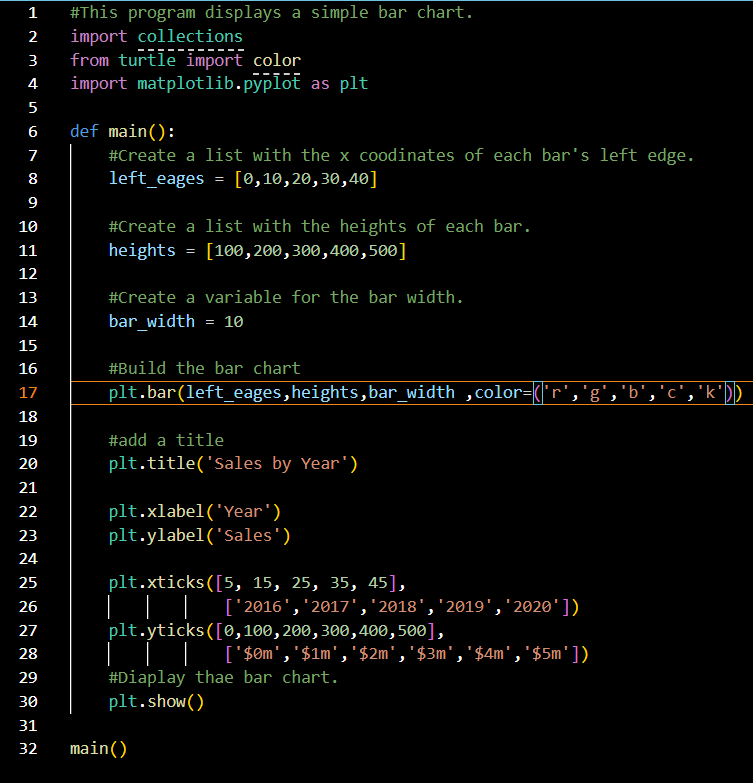 1 #This program displays a simple bar chart.
2 import collections
3 from turtle import color
4 import matplotlib.pyplot as plt
5
6 def main():
7     #Create a list with the x coodinates of each bar's left edge.
8     left_eages = [0,10,20,30,40]
9
10     #Create a list with the heights of each bar.
11     heights = [100,200,300,400,500]
12
13     #Create a variable for the bar width.
14     bar_width = 10
15
16     #Build the bar chart
17     plt.bar(left_eages,heights,bar_width ,color=('r','g','b','c','k'))
18
19     #add a title
20     plt.title('Sales by Year')
21
22     plt.xlabel('Year')
23     plt.ylabel('Sales')
24
25     plt.xticks([5, 15, 25, 35, 45],
26                 ['2016','2017','2018','2019','2020'])
27     plt.yticks([0,100,200,300,400,500],
28                 ['$0m','$1m','$2m','$3m','$4m','$5m'])
29     #Diaplay thae bar chart.
30     plt.show()
31
32 main()